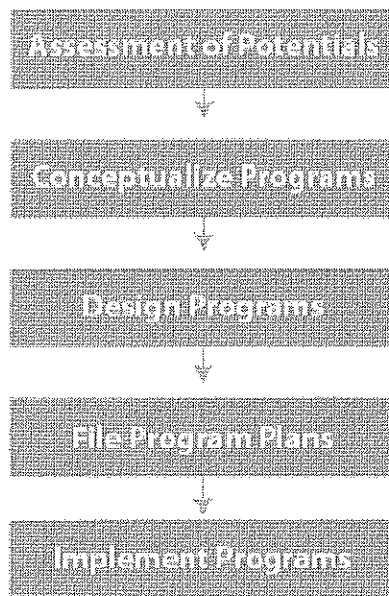 Assessment of Potentials
Conceptualize Programs
Design Programs
File Program Plans
Implement Programs